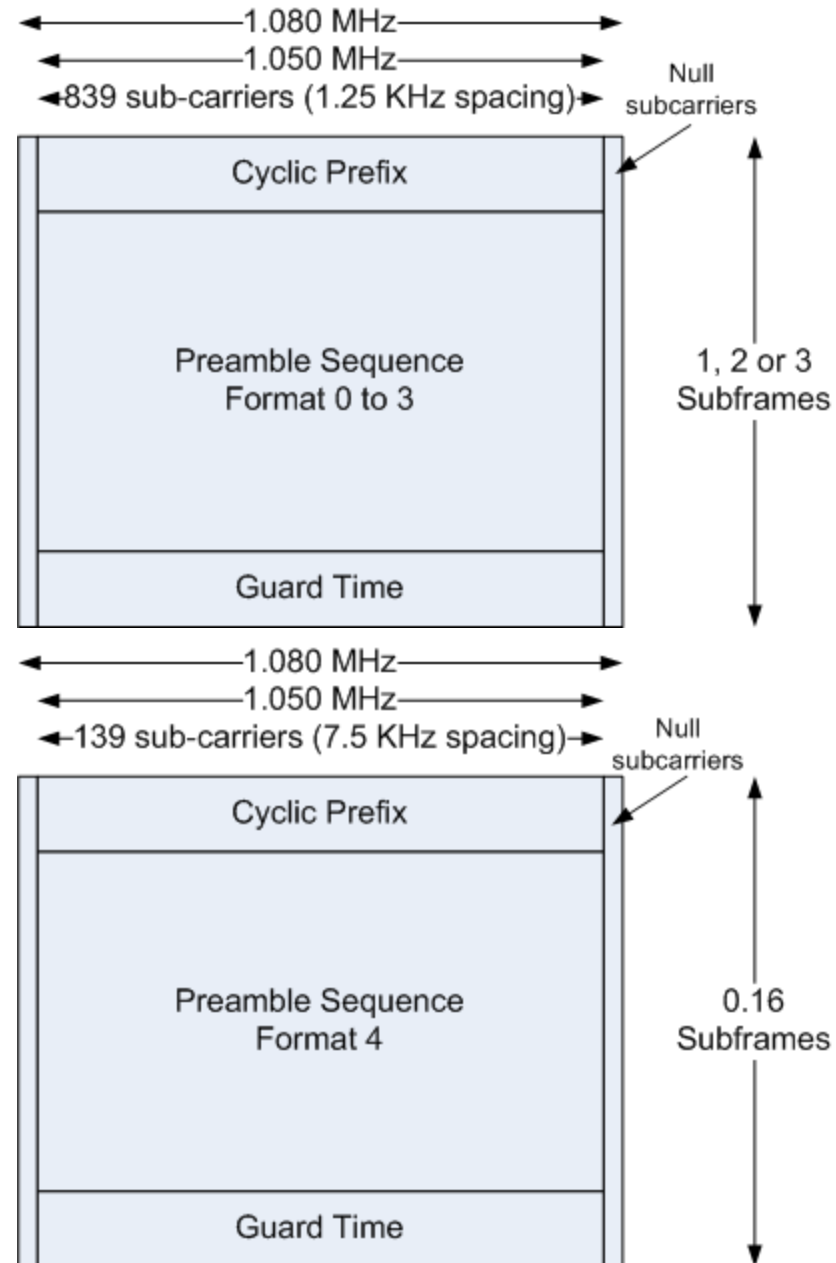 1.080 MHz
1.050 MHz
839 sub-carriers (1.25 KHz spacing)
Null
subcarriers
Cyclic Prefix
Preamble Sequence
Format 0 to 3
1, 2 or 3
Subframes
Guard Time
1.080 MHz
1.050 MHz
139 sub-carriers (7.5 KHz spacing)
Null
subcarriers
Cyclic Prefix
Preamble Sequence
Format 4
0.16
Subframes
Guard Time